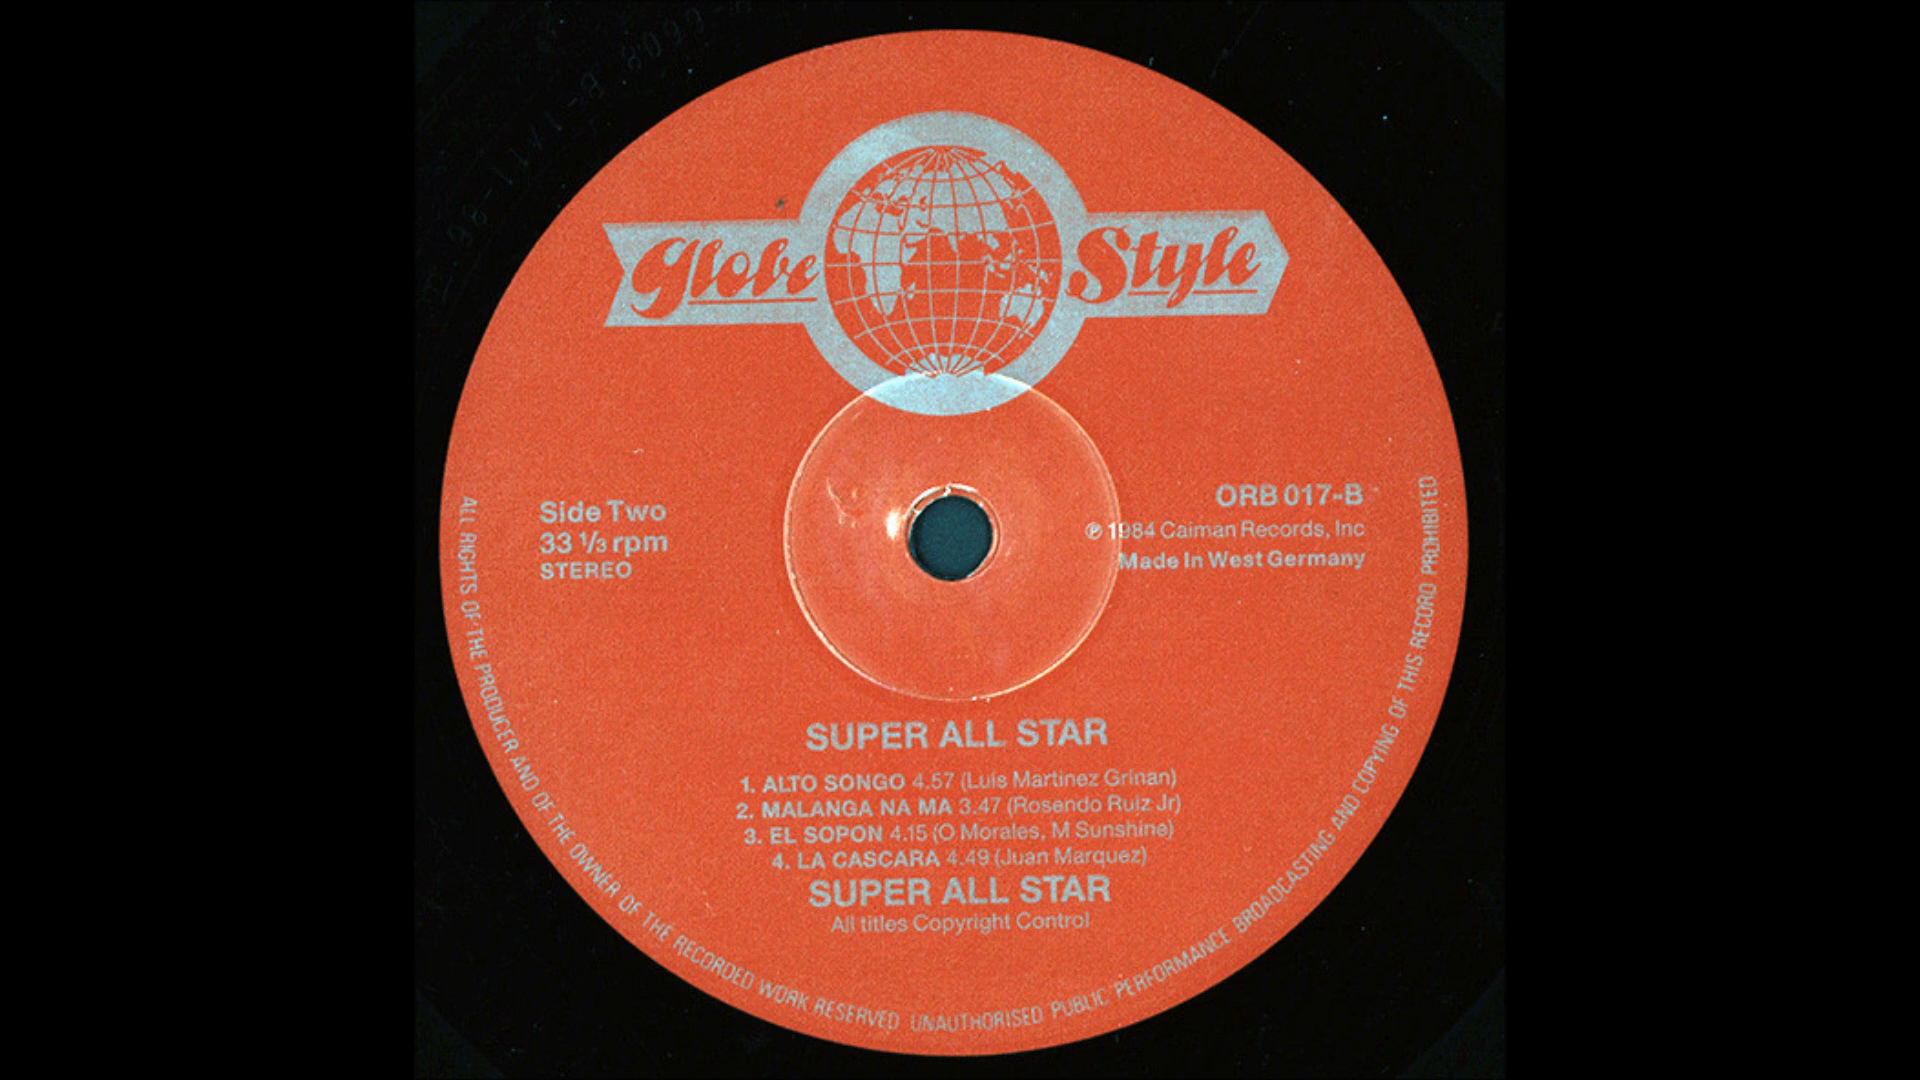 Globe Style
Side Two
33 ⅓ rpm
STEREO
ORB 017-B
℗ 1984 Caiman Records, Inc
Made In West Germany
SUPER ALL STAR
1. ALTO SONGO 4.57 (Luis Martinez Grinan)
2. MALANGA NA MA 3.47 (Rosendo Ruiz Jr)
3. EL SOPON 4.15 (O Morales, M Sunshine)
4. LA CASCARA 4.49 (Juan Marquez)
SUPER ALL STAR
All titles Copyright Control
ALL RIGHTS OF THE PRODUCER AND OF THE OWNER OF THE RECORDED WORK RESERVED UNAUTHORISED PUBLIC PERFORMANCE BROADCASTING AND COPYING OF THIS RECORD PROHIBITED